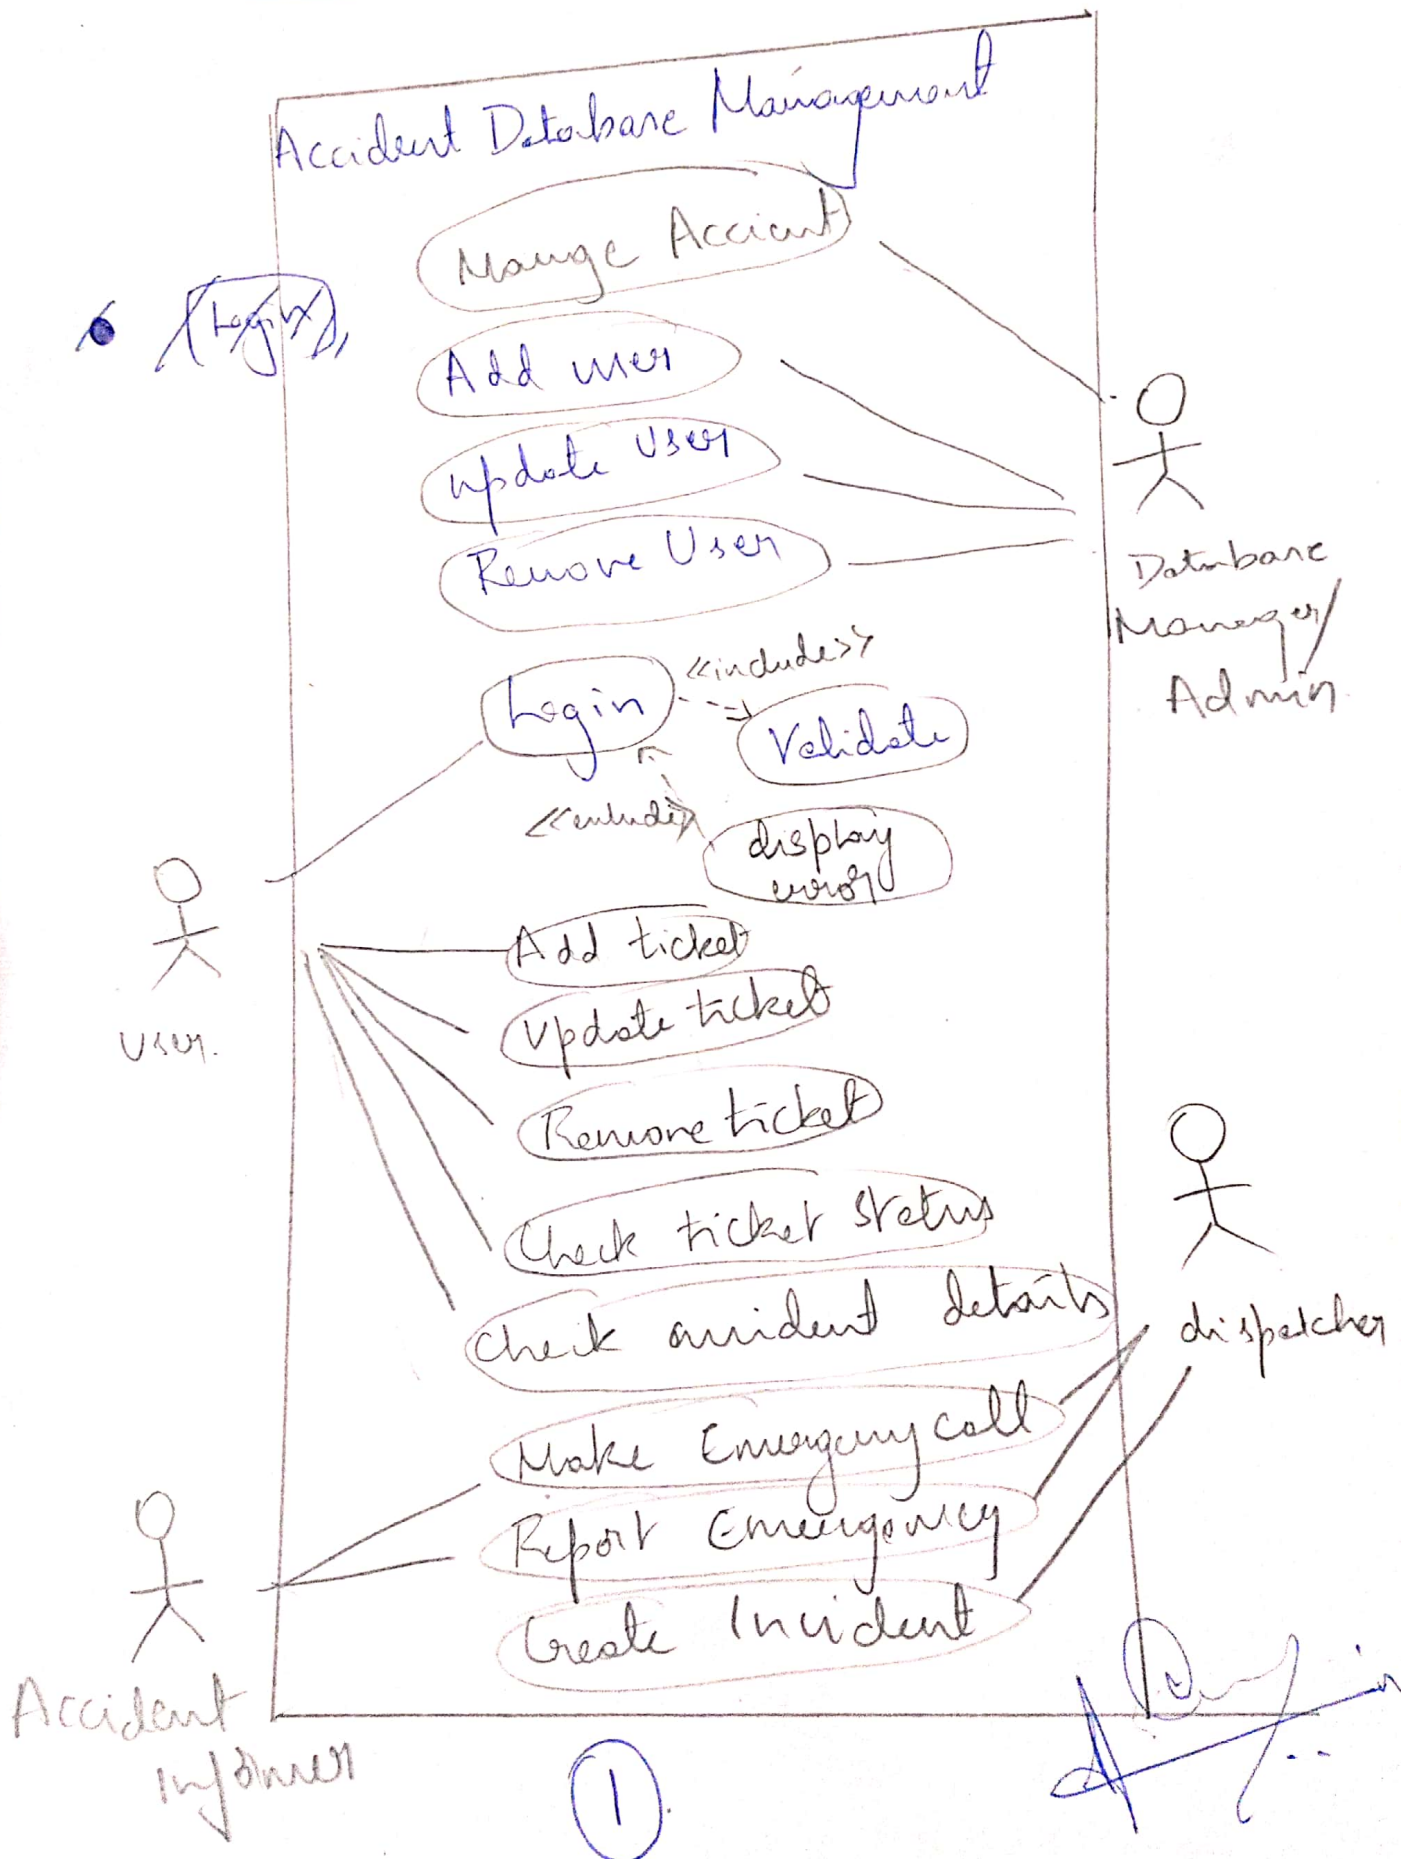 Accident Database Management
Mange Accient
Login
Add user
update User
Remove User
Database
Manager/
Admin
<<include>>
Login
Validate
display
error
Add ticket
User.
Update ticket
Remove ticket
Check ticket Status
Check accident details
dispatcher
Make Emergency call
Report Emergency
Create Incident
Accident
Informer
1